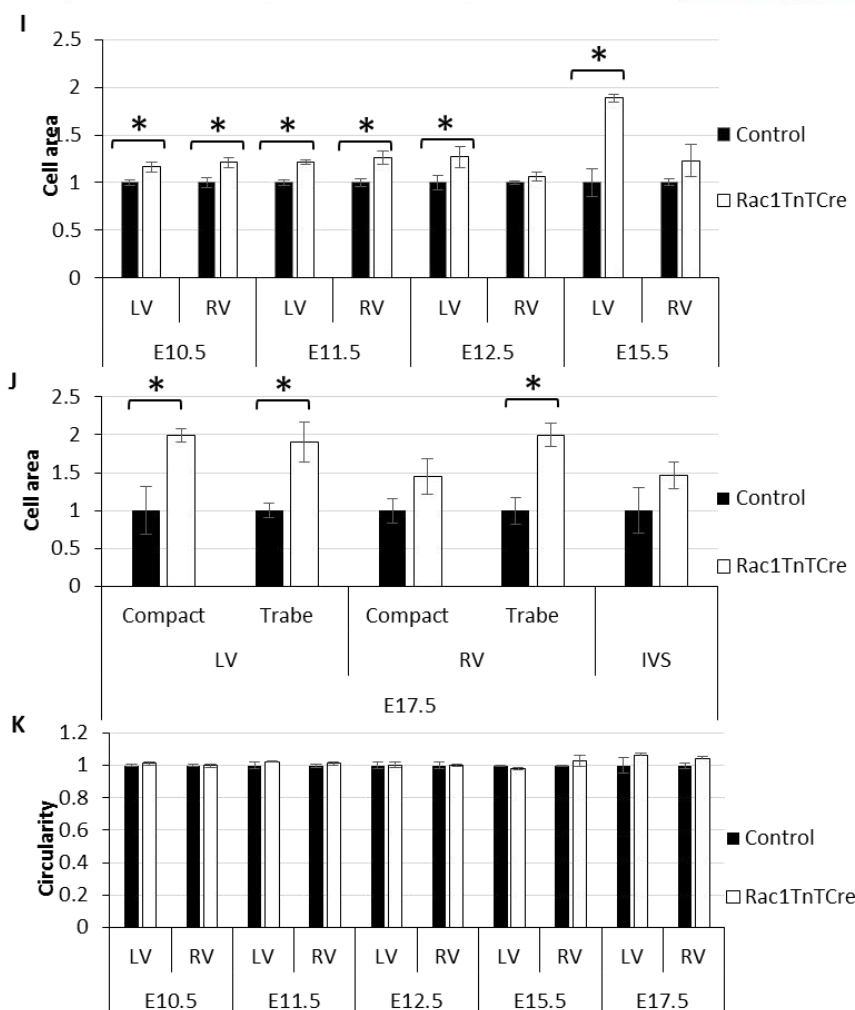 I
2.5
2
1.5
1
0.5
0
Cell area
* * * * * *
Control
Rac1TnTCre
LV RV LV RV LV RV LV RV
E10.5 E11.5 E12.5 E15.5
J
2.5
2
1.5
1
0.5
0
Cell area
* * *
Control
Rac1TnTCre
Compact Trabe Compact Trabe
LV RV IVS
E17.5
K
1.2
1
0.8
0.6
0.4
0.2
0
Circularity
Control
Rac1TnTCre
LV RV LV RV LV RV LV RV LV RV
E10.5 E11.5 E12.5 E15.5 E17.5